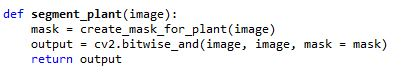 def segment_plant(image):
    mask = create_mask_for_plant(image)
    output = cv2.bitwise_and(image, image, mask = mask)
    return output